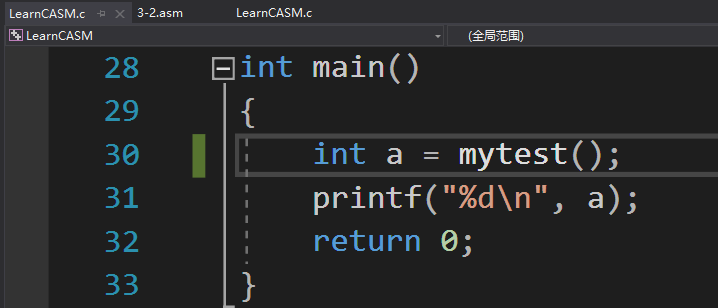 LearnCASM.c 3-2.asm LearnCASM.c
LearnCASM (全局范围)
28 int main()
29 {
30 int a = mytest();
31 printf("%d\n", a);
32 return 0;
33 }